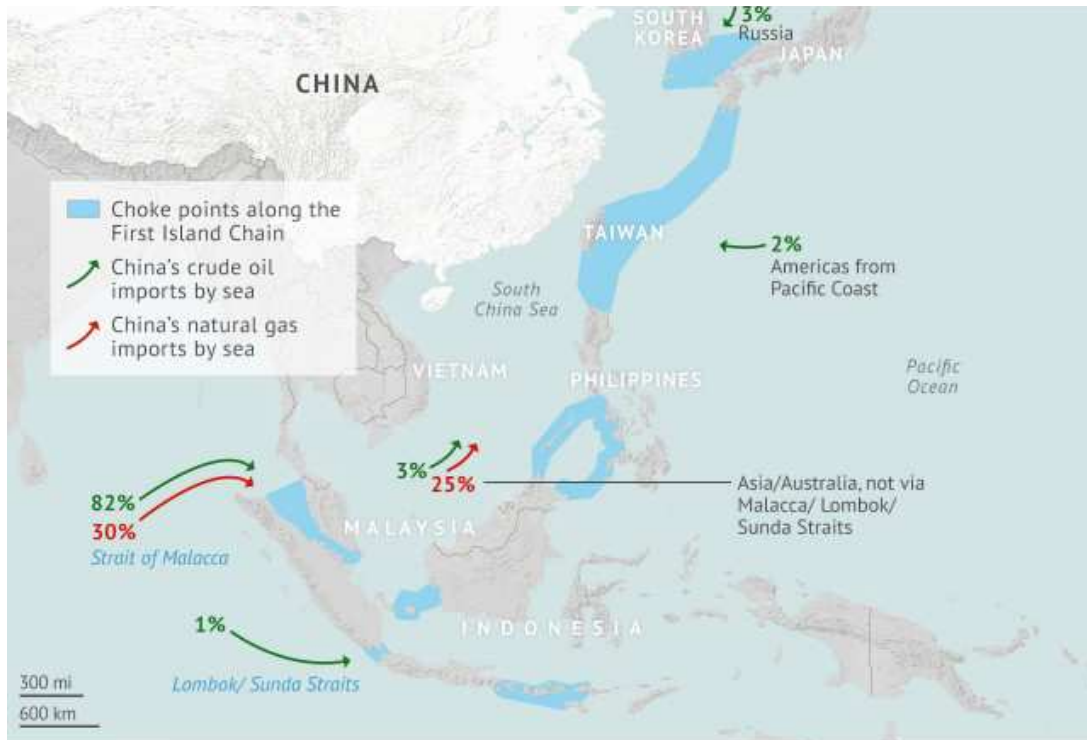 SOUTH
KOREA
3%
Russia
JAPAN
CHINA
Choke points along the
First Island Chain
China's crude oil
imports by sea
China's natural gas
imports by sea
TAIWAN
2%
Americas from
Pacific Coast
South
China Sea
VIETNAM
PHILIPPINES
Pacific
Ocean
3%
25%
Asia/Australia, not via
Malacca/ Lombok/
Sunda Straits
82%
30%
Strait of Malacca
MALAYSIA
1%
INDONESIA
Lombok/ Sunda Straits
300 mi
600 km